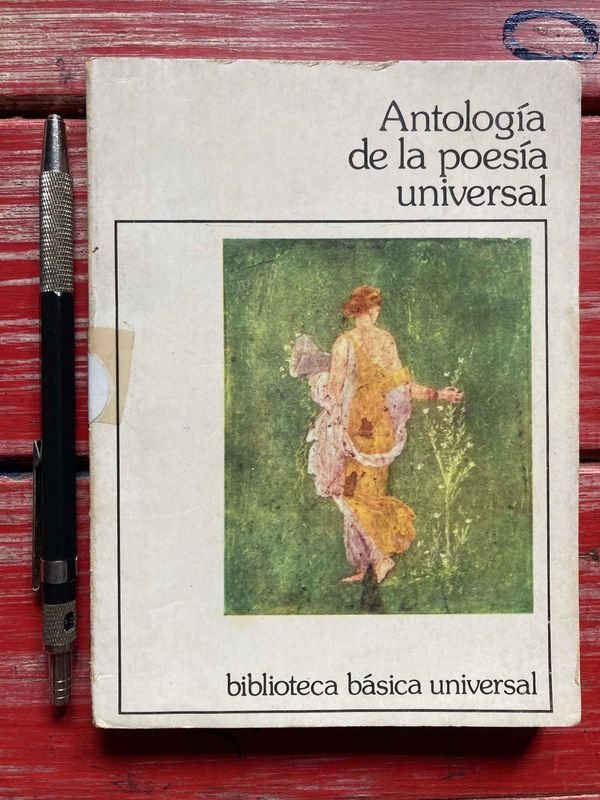 Antología
de la poesía
universal
biblioteca básica universal